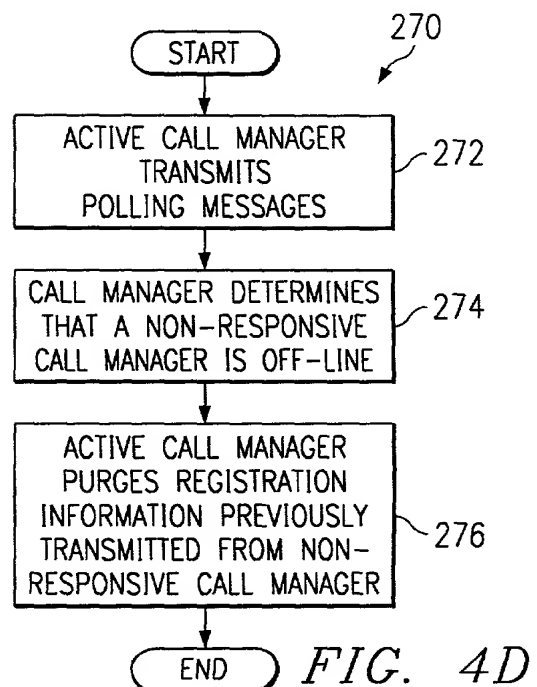 270
START
ACTIVE CALL MANAGER
TRANSMITS
POLLING MESSAGES
272
CALL MANAGER DETERMINES
THAT A NON-RESPONSIVE
CALL MANAGER IS OFF-LINE
274
ACTIVE CALL MANAGER
PURGES REGISTRATION
INFORMATION PREVIOUSLY
TRANSMITTED FROM NON-
RESPONSIVE CALL MANAGER
276
END
FIG. 4D